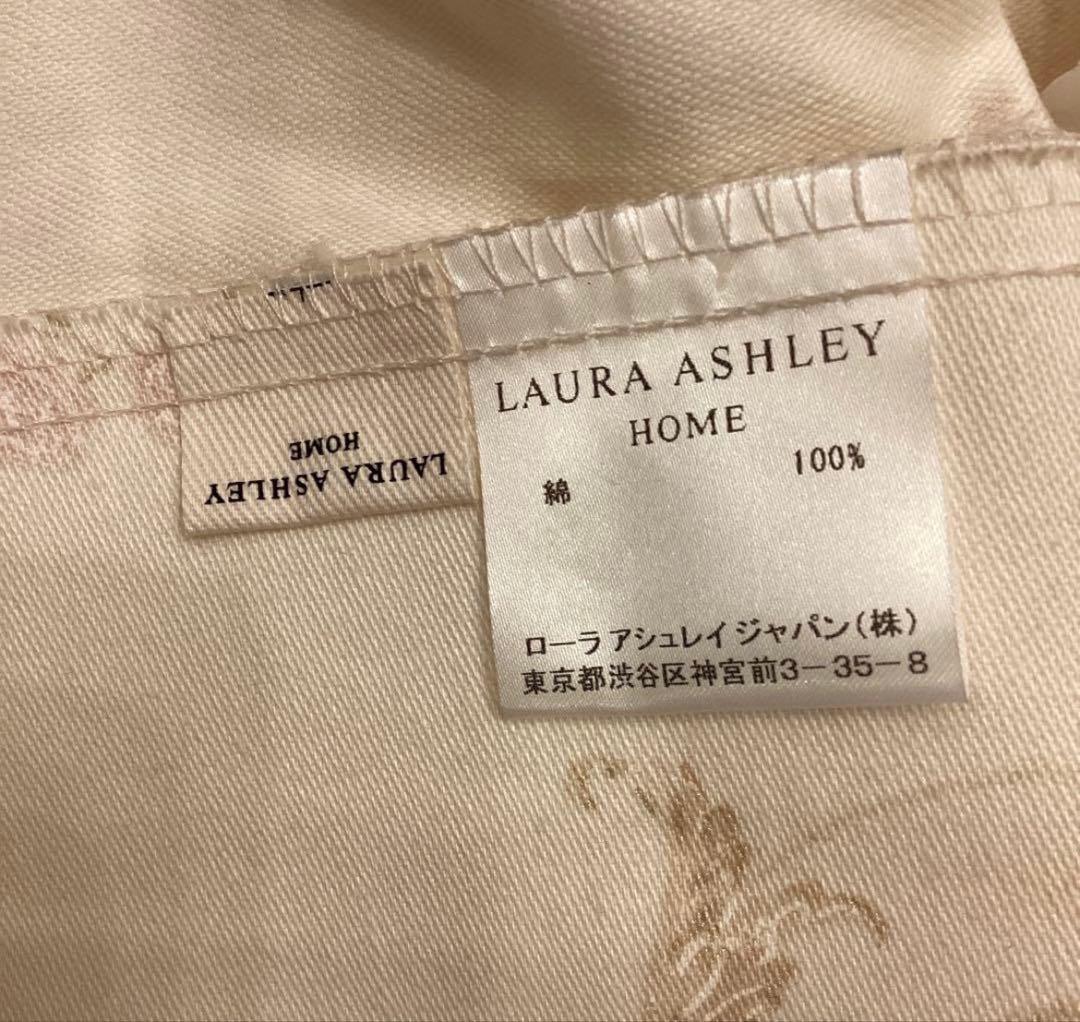 LAURA ASHLEY
HOME
LAURA ASHLEY
HOME
綿 100%
ローラ アシュレイ ジャパン(株)
東京都渋谷区神宮前3-35-8